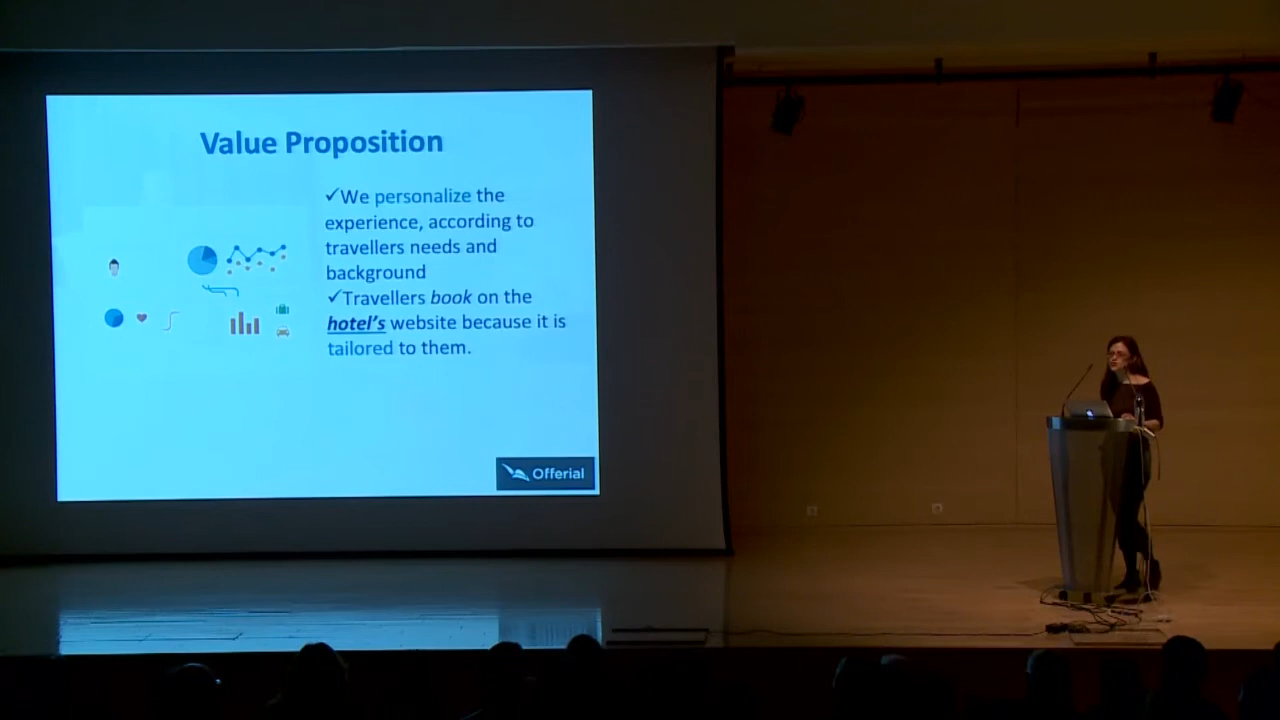 Value Proposition
✓We personalize the
experience, according to
travellers needs and
background
✓Travellers book on the
hotel's website because it is
tailored to them.
Offerial